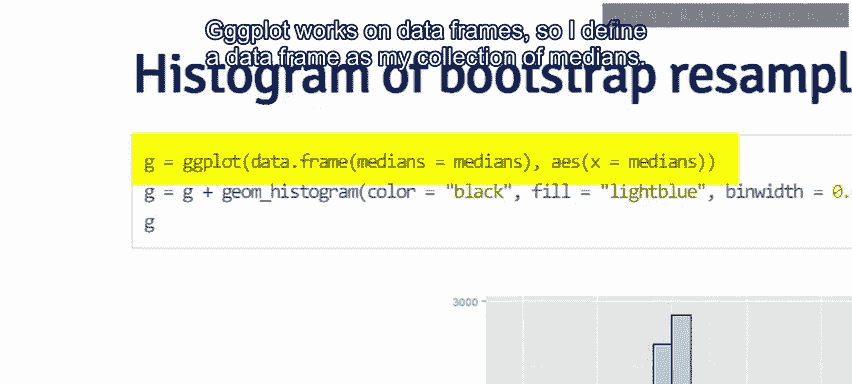 Gggplot works on data frames, so I define
a data frame as my collection of medians.
Histogram of bootstrap resampl
g = ggplot(data.frame(medians = medians), aes(x = medians))
g = g + geom_histogram(color = "black", fill = "lightblue", binwidth = 0.
g
3000